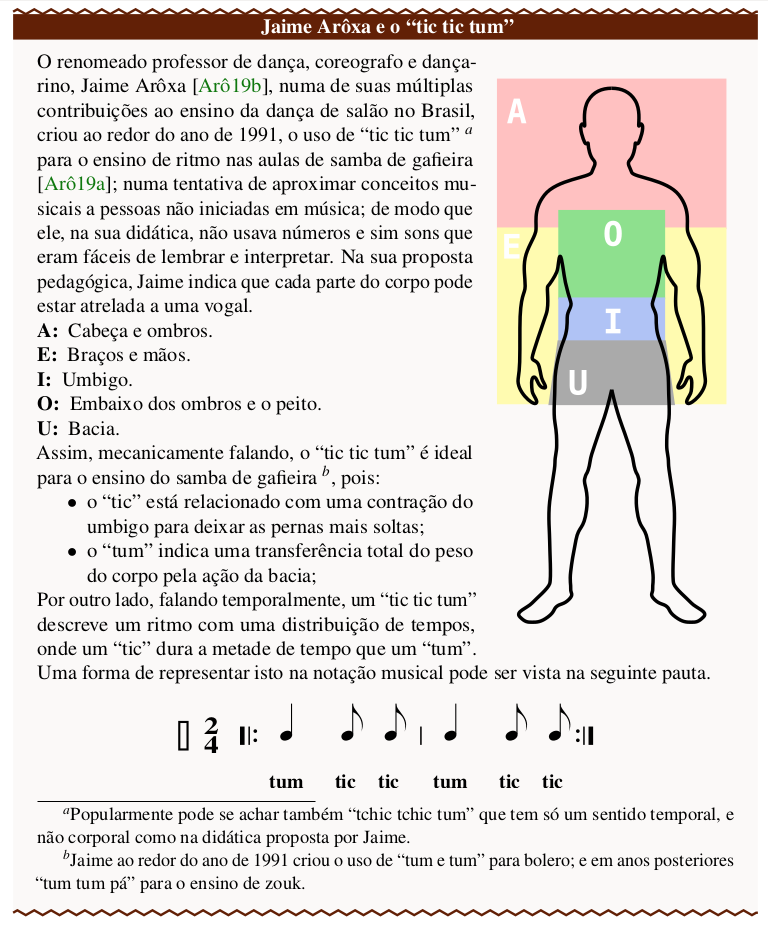 Jaime Arôxa e o “tic tic tum”
O renomeado professor de dança, coreografo e dança-
rino, Jaime Arôxa [Arô19b], numa de suas múltiplas
contribuições ao ensino da dança de salão no Brasil,
criou ao redor do ano de 1991, o uso de “tic tic tum” a
para o ensino de ritmo nas aulas de samba de gafieira
[Arô19a]; numa tentativa de aproximar conceitos mu-
sicais a pessoas não iniciadas em música; de modo que
ele, na sua didática, não usava números e sim sons que
eram fáceis de lembrar e interpretar. Na sua proposta
pedagógica, Jaime indica que cada parte do corpo pode
estar atrelada a uma vogal.
A: Cabeça e ombros.
E: Braços e mãos.
I: Umbigo.
O: Embaixo dos ombros e o peito.
U: Bacia.
Assim, mecanicamente falando, o “tic tic tum” é ideal
para o ensino do samba de gafieira b, pois:
• o “tic” está relacionado com uma contração do
umbigo para deixar as pernas mais soltas;
• o “tum” indica uma transferência total do peso
do corpo pela ação da bacia;
Por outro lado, falando temporalmente, um “tic tic tum”
descreve um ritmo com uma distribuição de tempos,
onde um “tic” dura a metade de tempo que um “tum”.
Uma forma de representar isto na notação musical pode ser vista na seguinte pauta.
A
O
E
I
U
2
4
tum tic tic tum tic tic
aPopularmente pode se achar também “tchic tchic tum” que tem só um sentido temporal, e
não corporal como na didática proposta por Jaime.
bJaime ao redor do ano de 1991 criou o uso de “tum e tum” para bolero; e em anos posteriores
“tum tum pá” para o ensino de zouk.